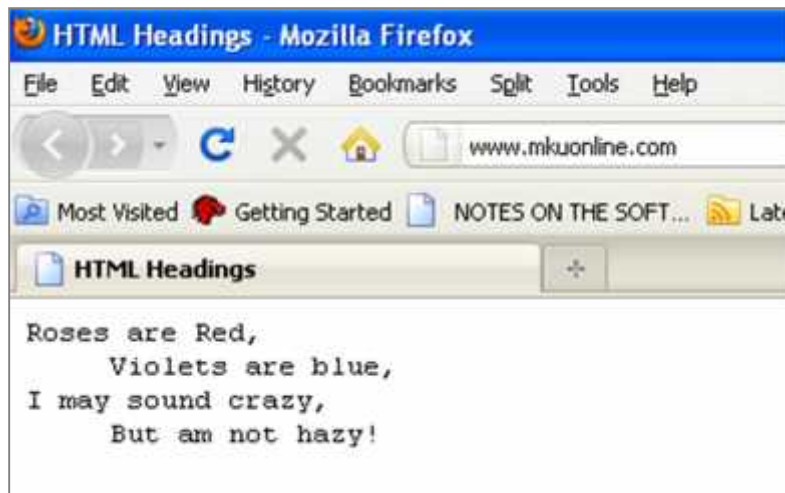 HTML Headings - Mozilla Firefox
File Edit View History Bookmarks Split Tools Help
www.mkuonline.com
Most Visited Getting Started NOTES ON THE SOFT... Late
HTML Headings
Roses are Red,
Violets are blue,
I may sound crazy,
But am not hazy!